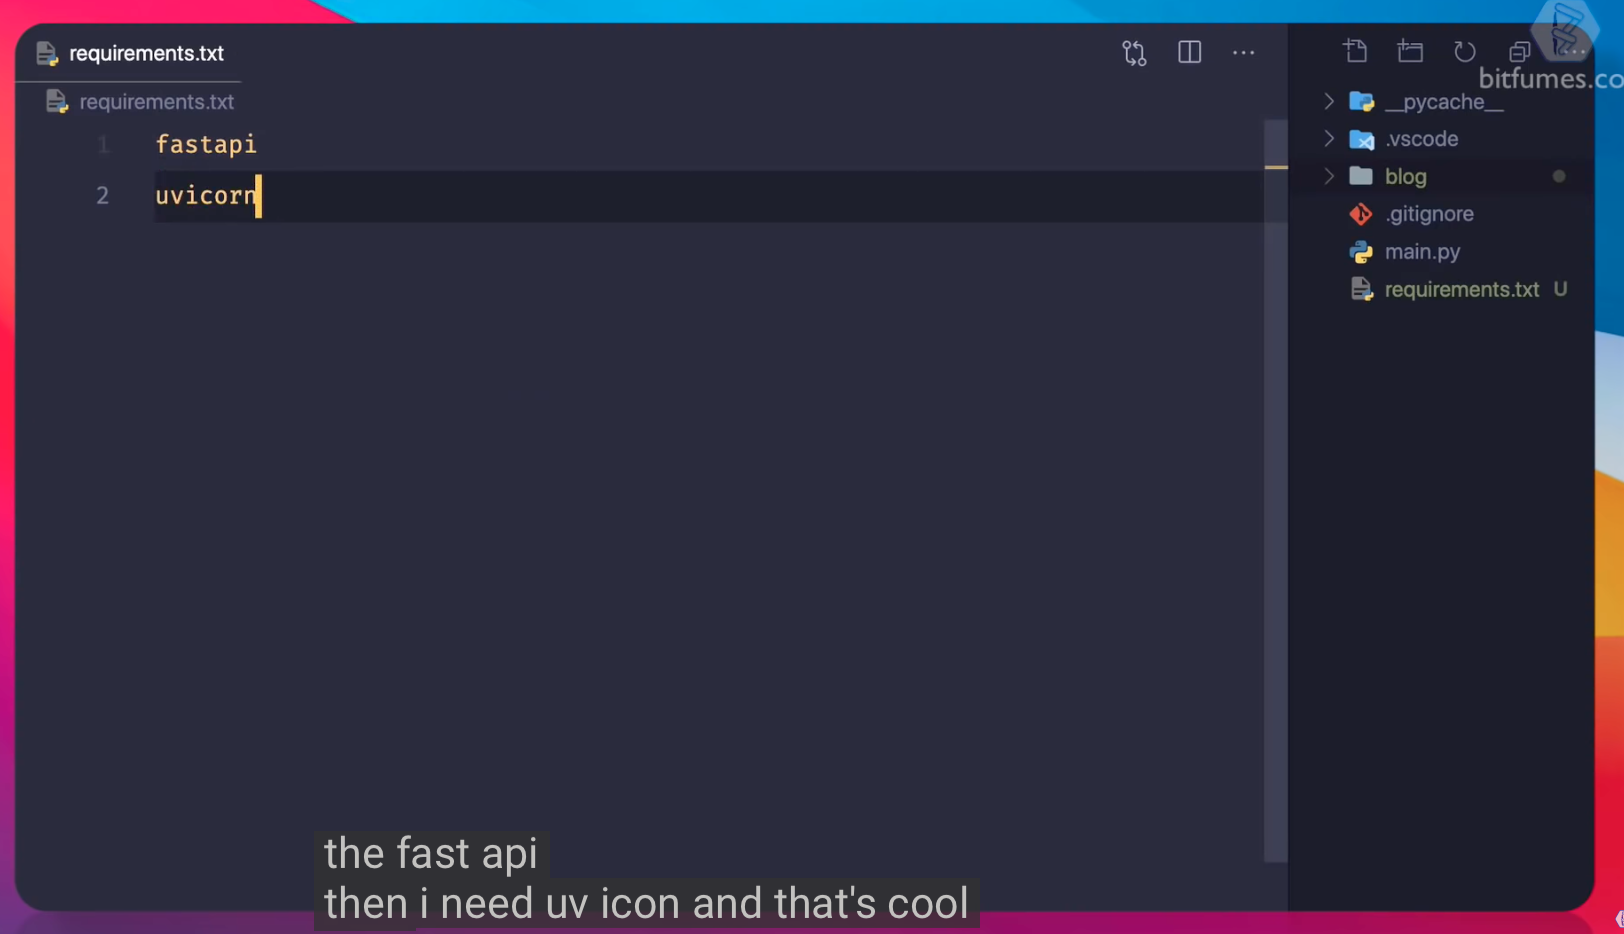 requirements.txt
requirements.txt
1 fastapi
2 uvicorn
bitfumes.co
__pycache__
.vscode
blog
.gitignore
main.py
requirements.txt U
the fast api
then i need uv icon and that's cool